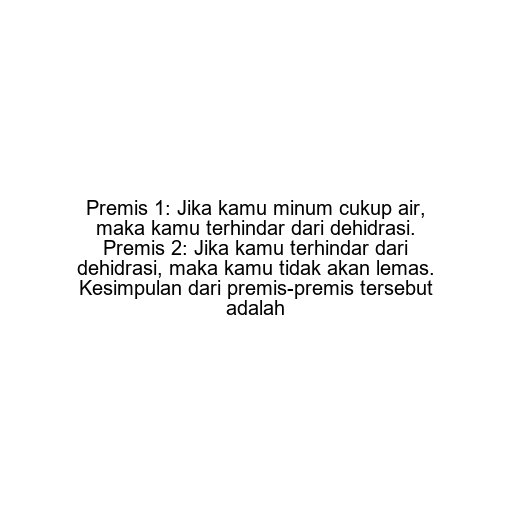 Premis 1: Jika kamu minum cukup air,
maka kamu terhindar dari dehidrasi.
Premis 2: Jika kamu terhindar dari
dehidrasi, maka kamu tidak akan lemas.
Kesimpulan dari premis-premis tersebut
adalah